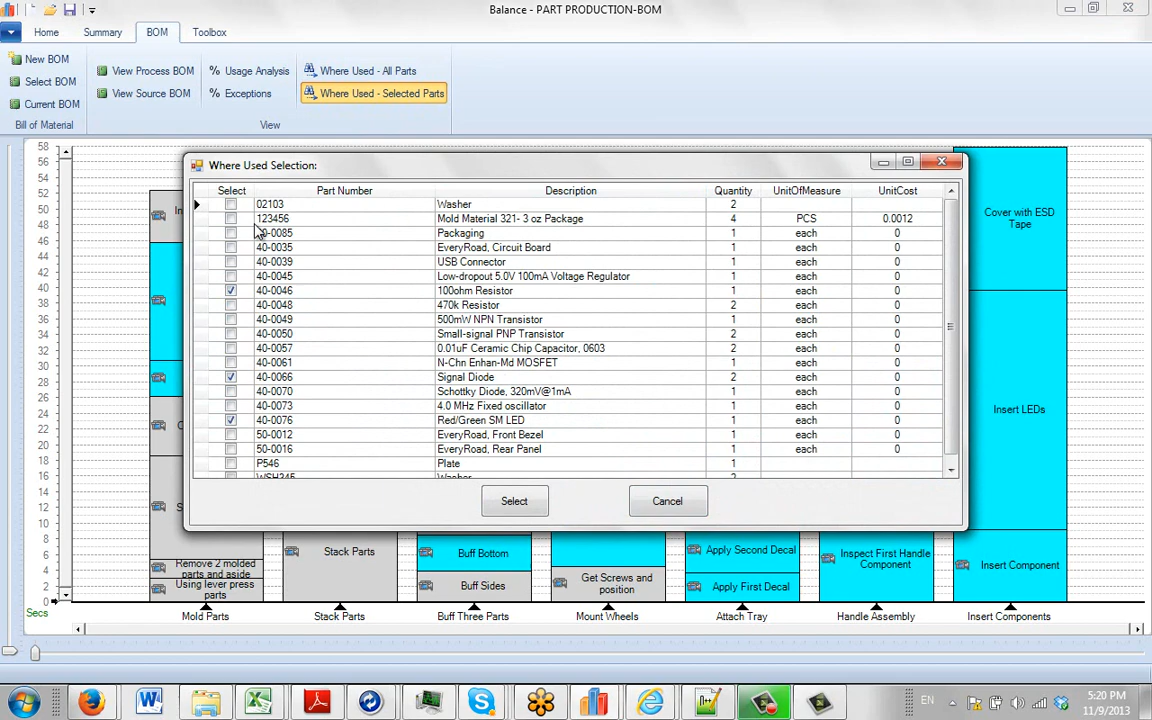 Balance - PART PRODUCTION-BOM
Home Summary BOM Toolbox
New BOM
Select BOM
Current BOM
View Process BOM
View Source BOM
% Usage Analysis
% Exceptions
Where Used - All Parts
Where Used - Selected Parts
Bill of Material View
Where Used Selection:
Select Part Number Description Quantity UnitOfMeasure UnitCost
02103 Washer 2
123456 Mold Material 321- 3 oz Package 4 PCS 0.0012
-0085 Packaging 1 each 0
40-0035 EveryRoad, Circuit Board 1 each 0
40-0039 USB Connector 1 each 0
40-0045 Low-dropout 5.0V 100mA Voltage Regulator 1 each 0
40-0046 100ohm Resistor 1 each 0
40-0048 470k Resistor 2 each 0
40-0049 500mW NPN Transistor 1 each 0
40-0050 Small-signal PNP Transistor 2 each 0
40-0057 0.01uF Ceramic Chip Capacitor, 0603 2 each 0
40-0061 N-Chn Enhan-Md MOSFET 1 each 0
40-0066 Signal Diode 2 each 0
40-0070 Schottky Diode, 320mV@1mA 1 each 0
40-0073 4.0 MHz Fixed oscillator 1 each 0
40-0076 Red/Green SM LED 1 each 0
50-0012 EveryRoad, Front Bezel 1 each 0
50-0016 EveryRoad, Rear Panel 1 each 0
P546 Plate 1
WSH245 Washer 2
Select Cancel
58
56
54
52
50
48
46
44
42
40
38
36
34
32
30
28
26
24
22
20
18
16
14
12
10
8
6
4
2
0
Secs
Remove 2 molded parts and aside
Using lever press parts
Stack Parts
Buff Bottom
Buff Sides
Get Screws and position
Apply Second Decal
Apply First Decal
Inspect First Handle Component
Cover with ESD Tape
Insert LEDs
Insert Component
Mold Parts Stack Parts Buff Three Parts Mount Wheels Attach Tray Handle Assembly Insert Components
EN
5:20 PM
11/9/2013